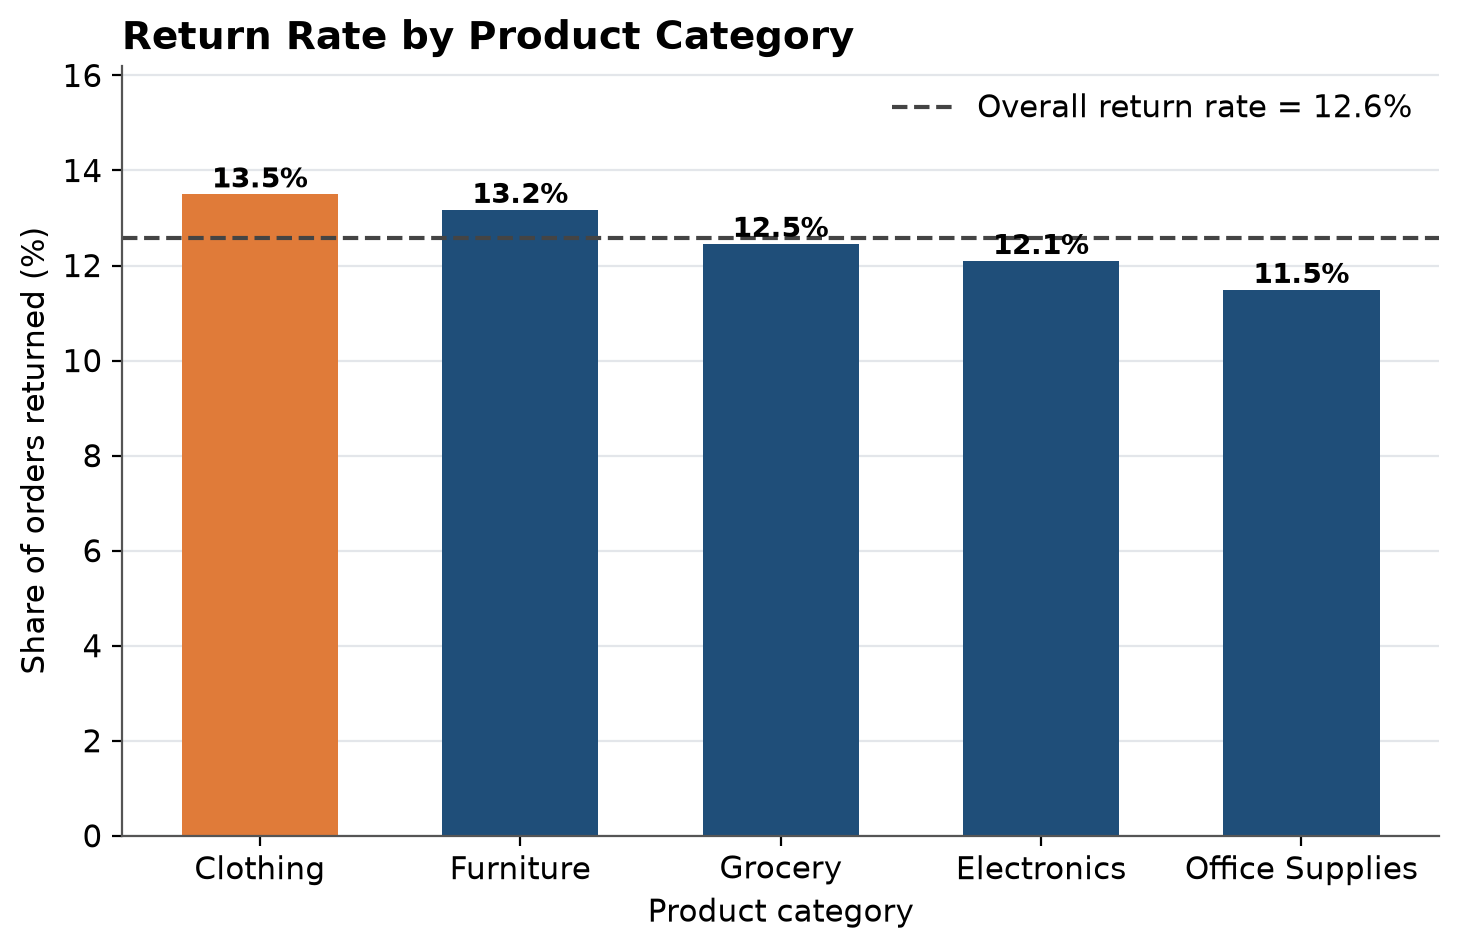 Return Rate by Product Category
Overall return rate = 12.6%
Share of orders returned (%)
16
14
12
10
8
6
4
2
0
13.5%
13.2%
12.5%
12.1%
11.5%
Clothing
Furniture
Grocery
Electronics
Office Supplies
Product category